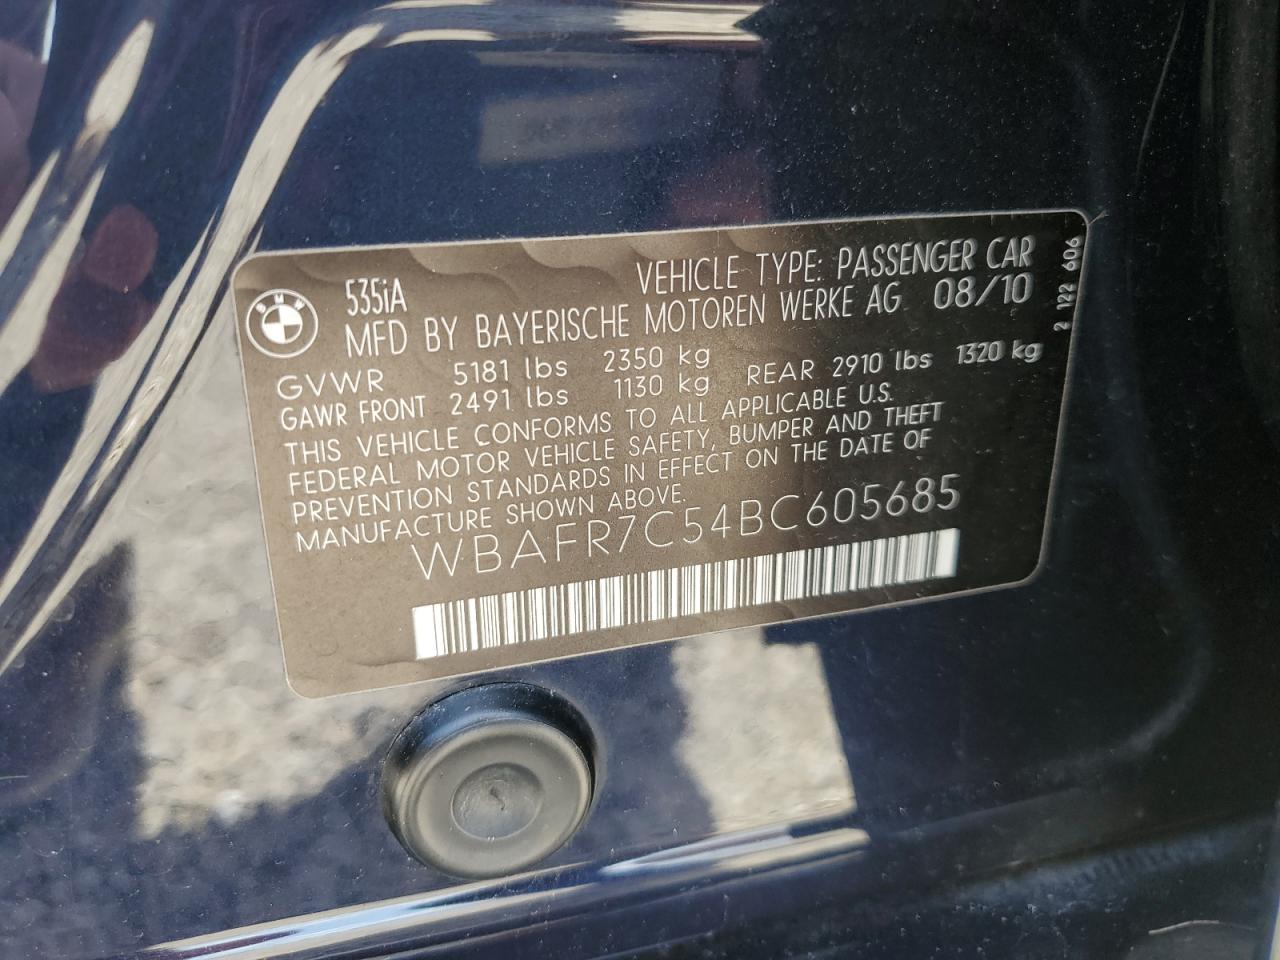 BMW
535iA
VEHICLE TYPE: PASSENGER CAR
MFD BY BAYERISCHE MOTOREN WERKE AG 08/10
GVWR 5181 lbs 2350 kg
GAWR FRONT 2491 lbs 1130 kg REAR 2910 lbs 1320 kg
THIS VEHICLE CONFORMS TO ALL APPLICABLE U.S.
FEDERAL MOTOR VEHICLE SAFETY, BUMPER AND THEFT
PREVENTION STANDARDS IN EFFECT ON THE DATE OF
MANUFACTURE SHOWN ABOVE.
WBAFR7C54BC605685
2 122 606